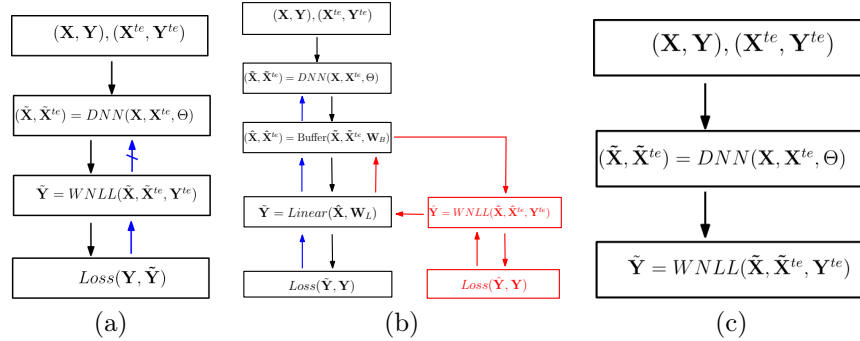 (X, Y), (X^{te}, Y^{te})
(X̃, X̃^{te}) = DNN(X, X^{te}, Θ)
Ỹ = WNLL(X̃, X̃^{te}, Y^{te})
Loss(Y, Ỹ)
(a)
(X, Y), (X^{te}, Y^{te})
(X̃, X̃^{te}) = DNN(X, X^{te}, Θ)
(X̂, X̂^{te}) = Buffer(X̃, X̃^{te}, W_B)
Ỹ = Linear(X̂, W_L)
Ŷ = WNLL(X̂, X̂^{te}, Y^{te})
Loss(Ỹ, Y)
Loss(Ŷ, Y)
(b)
(X, Y), (X^{te}, Y^{te})
(X̃, X̃^{te}) = DNN(X, X^{te}, Θ)
Ỹ = WNLL(X̃, X̃^{te}, Y^{te})
(c)